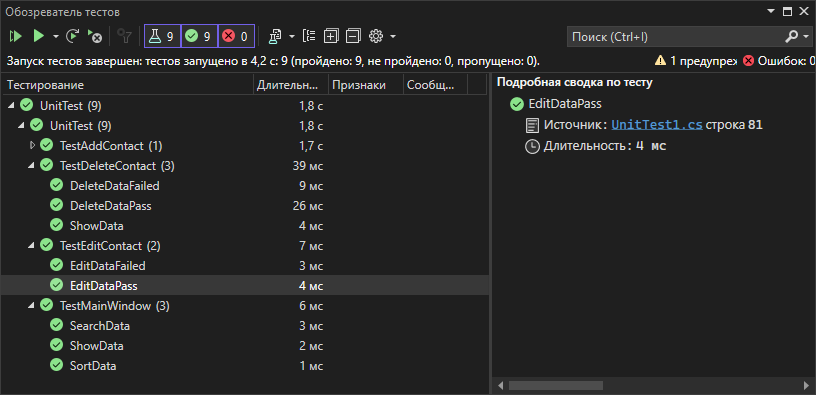 Обозреватель тестов
9 9 0 Поиск (Ctrl+I)
Запуск тестов завершен: тестов запущено в 4,2 с: 9 (пройдено: 9, не пройдено: 0, пропущено: 0). 1 предупреж Ошибок: 0
Тестирование Длительн... Признаки Сообщ...
UnitTest (9) 1,8 с
UnitTest (9) 1,8 с
TestAddContact (1) 1,7 с
TestDeleteContact (3) 39 мс
DeleteDataFailed 9 мс
DeleteDataPass 26 мс
ShowData 4 мс
TestEditContact (2) 7 мс
EditDataFailed 3 мс
EditDataPass 4 мс
TestMainWindow (3) 6 мс
SearchData 3 мс
ShowData 2 мс
SortData 1 мс
Подробная сводка по тесту
EditDataPass
Источник: UnitTest1.cs строка 81
Длительность: 4 мс